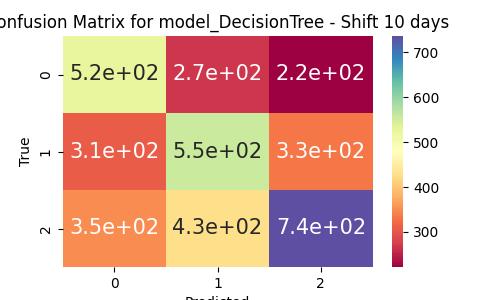 onfusion Matrix for model_DecisionTree - Shift 10 days
0 5.2e+02 2.7e+02 2.2e+02
1 3.1e+02 5.5e+02 3.3e+02
2 3.5e+02 4.3e+02 7.4e+02
0 1 2
Predicted
True
700
600
500
400
300